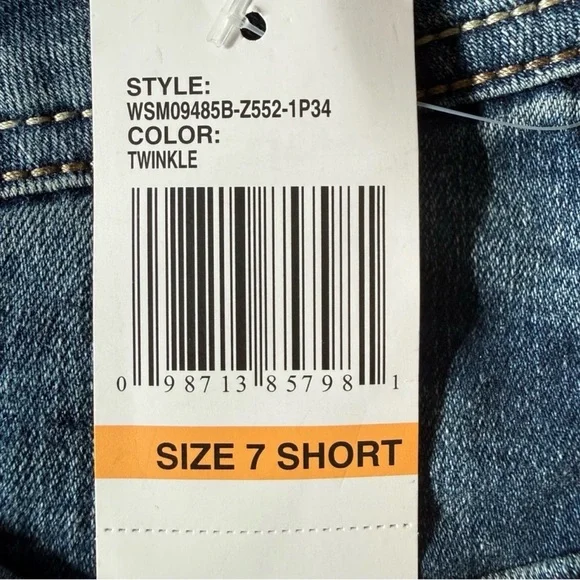 STYLE:
WSM09485B-Z552-1P34
COLOR:
TWINKLE
0 98713 85798 1
SIZE 7 SHORT